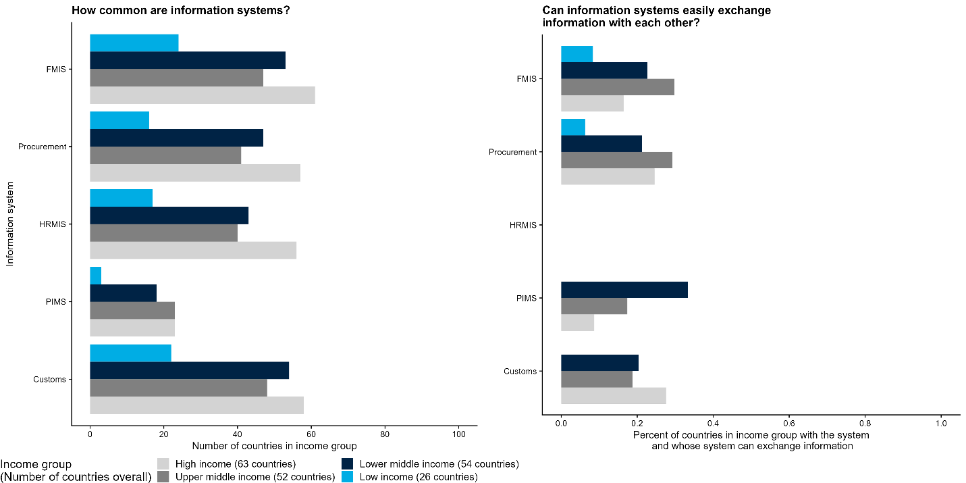 How common are information systems?
FMIS
Procurement
HRMIS
PIMS
Customs
Information system
0 20 40 60 80 100
Number of countries in income group
Can information systems easily exchange
information with each other?
FMIS
Procurement
HRMIS
PIMS
Customs
0.0 0.2 0.4 0.6 0.8 1.0
Percent of countries in income group with the system
and whose system can exchange information
Income group
(Number of countries overall)
High income (63 countries)
Upper middle income (52 countries)
Lower middle income (54 countries)
Low income (26 countries)